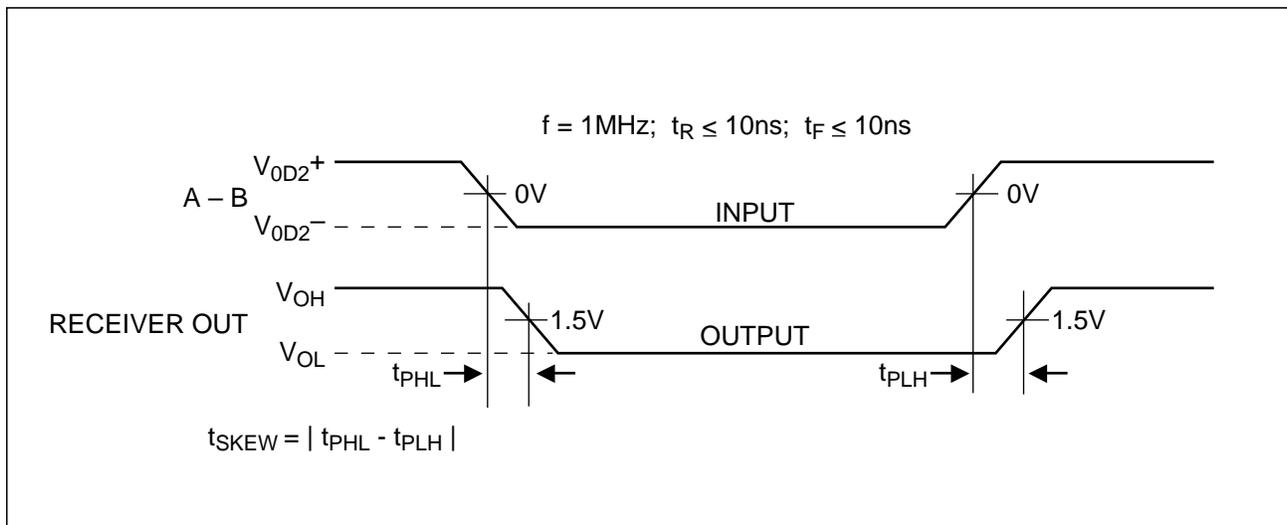 f = 1MHz; tR ≤ 10ns; tF ≤ 10ns
V0D2+
A – B
0V
0V
V0D2–
INPUT
VOH
RECEIVER OUT
1.5V
1.5V
OUTPUT
VOL
tPHL
tPLH
tSKEW = | tPHL - tPLH |